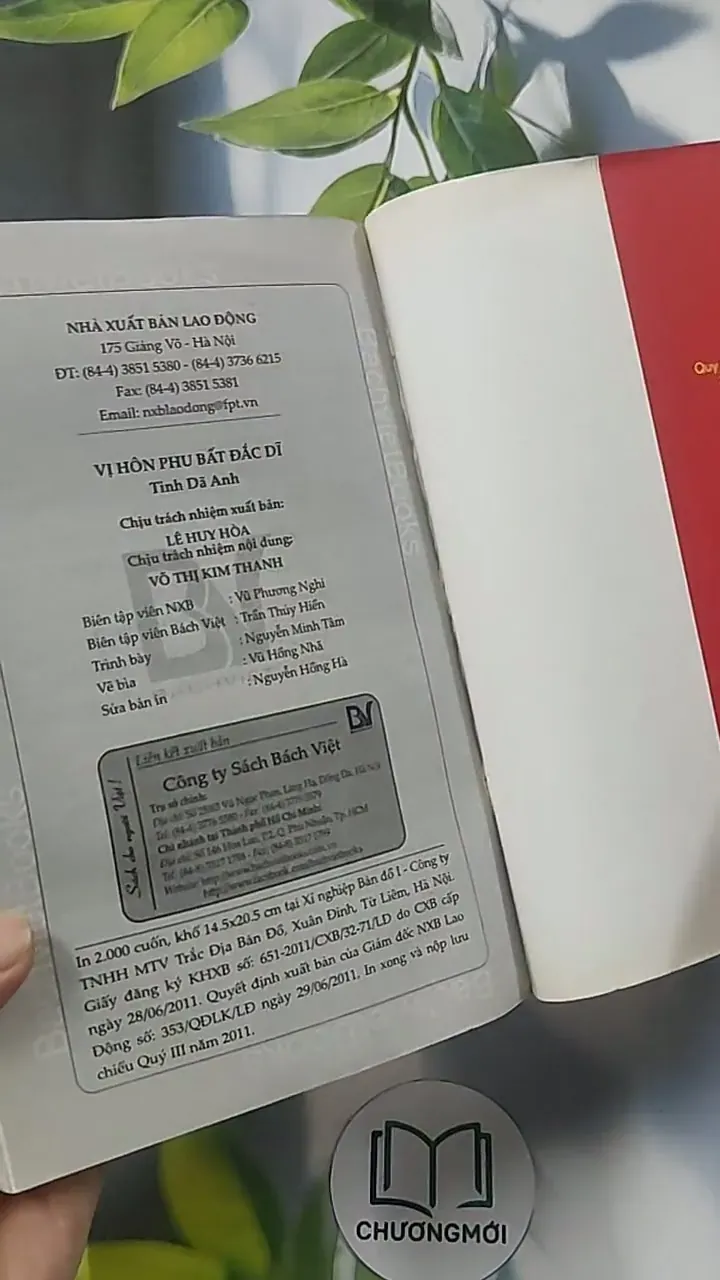 NHÀ XUẤT BẢN LAO ĐỘNG
175 Giảng Võ - Hà Nội
ĐT: (84-4) 3851 5380 - (84-4) 3736 6215
Fax: (84-4) 3851 5381
Email: nxblaodong@fpt.vn
VỊ HÔN PHU BẤT ĐẮC DĨ
Tình Dã Anh
Chịu trách nhiệm xuất bản:
LÊ HUY HÒA
Chịu trách nhiệm nội dung:
VÕ THỊ KIM THANH
Biên tập viên NXB : Vũ Phương Nghi
Biên tập viên Bách Việt : Trần Thúy Hiền
Trình bày : Nguyễn Minh Tâm
Vẽ bìa : Vũ Hồng Nhã
Sửa bản in : Nguyễn Hồng Hà
BV
Liên kết xuất bản
BV
Công ty Sách Bách Việt
Sách cho người Việt!
Trụ sở chính:
Chi nhánh tại Thành phố Hồ Chí Minh:
In 2.000 cuốn, khổ 14.5x20.5 cm tại Xí nghiệp Bản đồ I - Công ty
TNHH MTV Trắc Địa Bản Đồ, Xuân Đỉnh, Từ Liêm, Hà Nội.
Giấy đăng ký KHXB số: 651-2011/CXB/32-71/LĐ do CXB cấp
ngày 28/06/2011. Quyết định xuất bản của Giám đốc NXB Lao
Động số: 353/QĐLK/LĐ ngày 29/06/2011. In xong và nộp lưu
chiểu Quý III năm 2011.
BachvietBooks
Quy
CHƯƠNGMỚI